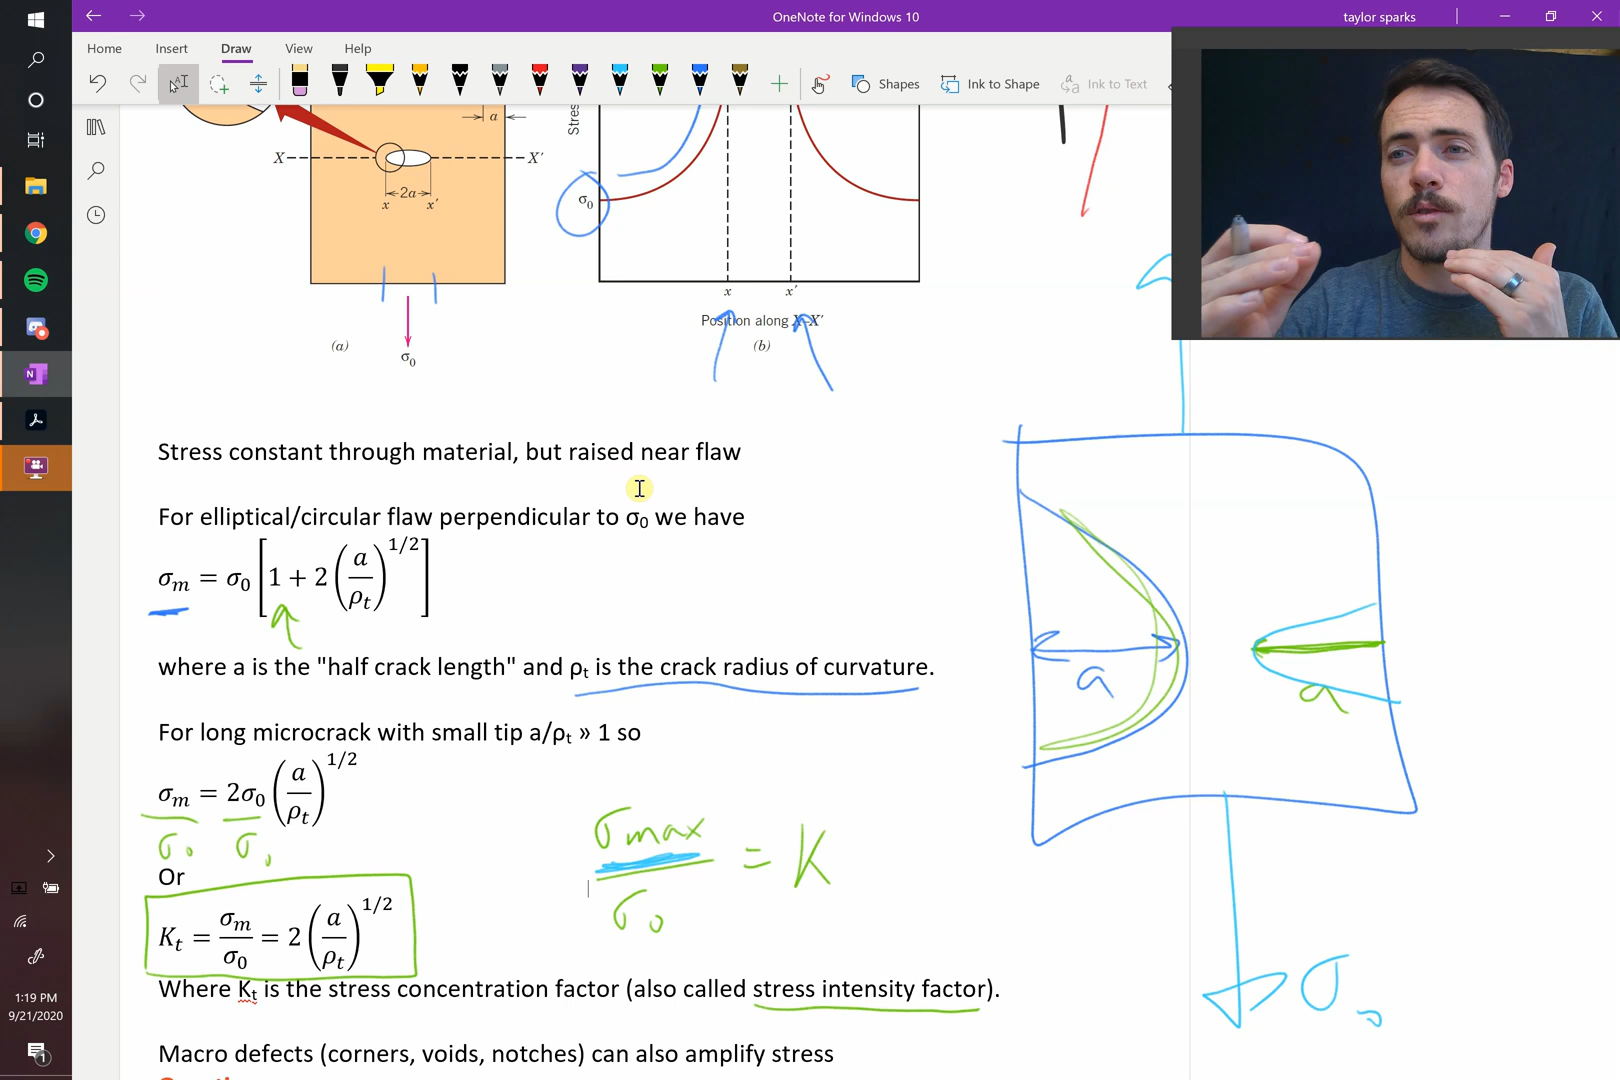 OneNote for Windows 10
taylor sparks
Home Insert Draw View Help
Shapes Ink to Shape Ink to Text
a
X X′
2a
x x′
σ0
(a)
σ0
x x′
Position along X–X′
(b)
Stress constant through material, but raised near flaw
For elliptical/circular flaw perpendicular to σ0 we have
σm = σ0 [1 + 2 (a/ρt)^1/2]
where a is the "half crack length" and ρt is the crack radius of curvature.
For long microcrack with small tip a/ρt » 1 so
σm = 2σ0 (a/ρt)^1/2
σ0 σ0
Or
Kt = σm/σ0 = 2 (a/ρt)^1/2
σmax/σ0 = K
Where Kt is the stress concentration factor (also called stress intensity factor).
Macro defects (corners, voids, notches) can also amplify stress
a
a
σ0
1:19 PM
9/21/2020
1